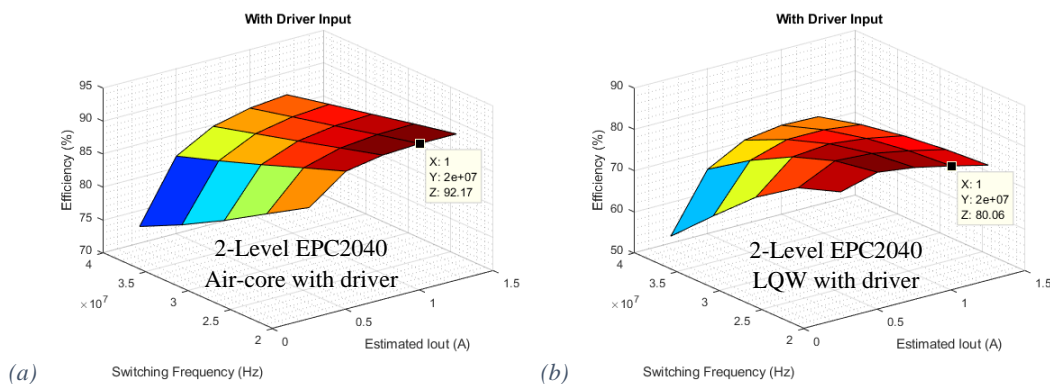 With Driver Input
95
90
85
80
75
70
Efficiency (%)
4
3.5
3
2.5
2
× 10^7
Switching Frequency (Hz)
0
0.5
1
1.5
Estimated Iout (A)
X: 1
Y: 2e+07
Z: 92.17
2-Level EPC2040
Air-core with driver
(a)
With Driver Input
90
80
70
60
50
Efficiency (%)
4
3.5
3
2.5
2
× 10^7
Switching Frequency (Hz)
0
0.5
1
1.5
Estimated Iout (A)
X: 1
Y: 2e+07
Z: 80.06
2-Level EPC2040
LQW with driver
(b)